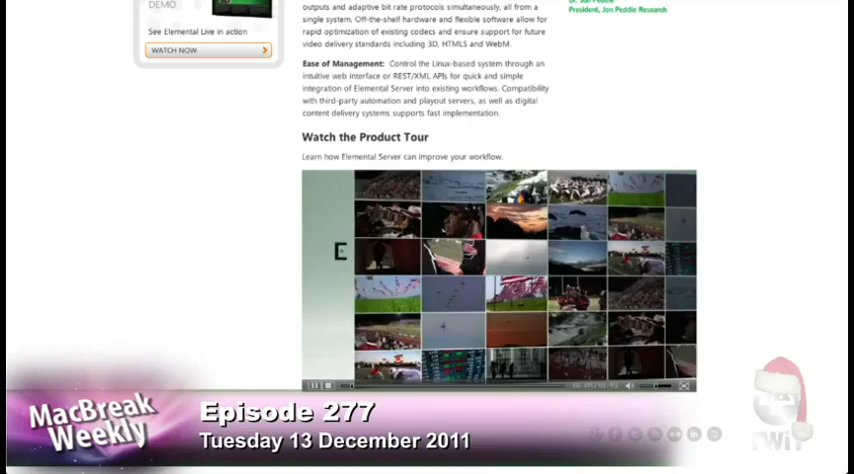 DEMO
See Elemental Live in action
WATCH NOW
outputs and adaptive bit rate protocols simultaneously, all from a
single system. Off-the-shelf hardware and flexible software allow for
rapid optimization of existing codecs and ensure support for future
video delivery standards including 3D, HTML5 and WebM.
Ease of Management: Control the Linux-based system through an
intuitive web interface or REST/XML APIs for quick and simple
integration of Elemental Server into existing workflows. Compatibility
with third-party automation and playout servers, as well as digital
content delivery systems supports fast implementation.
Watch the Product Tour
Learn how Elemental Server can improve your workflow.
Dr. Jon Peddie
President, Jon Peddie Research
E
MacBreak
Weekly
Episode 277
Tuesday 13 December 2011
TWiT